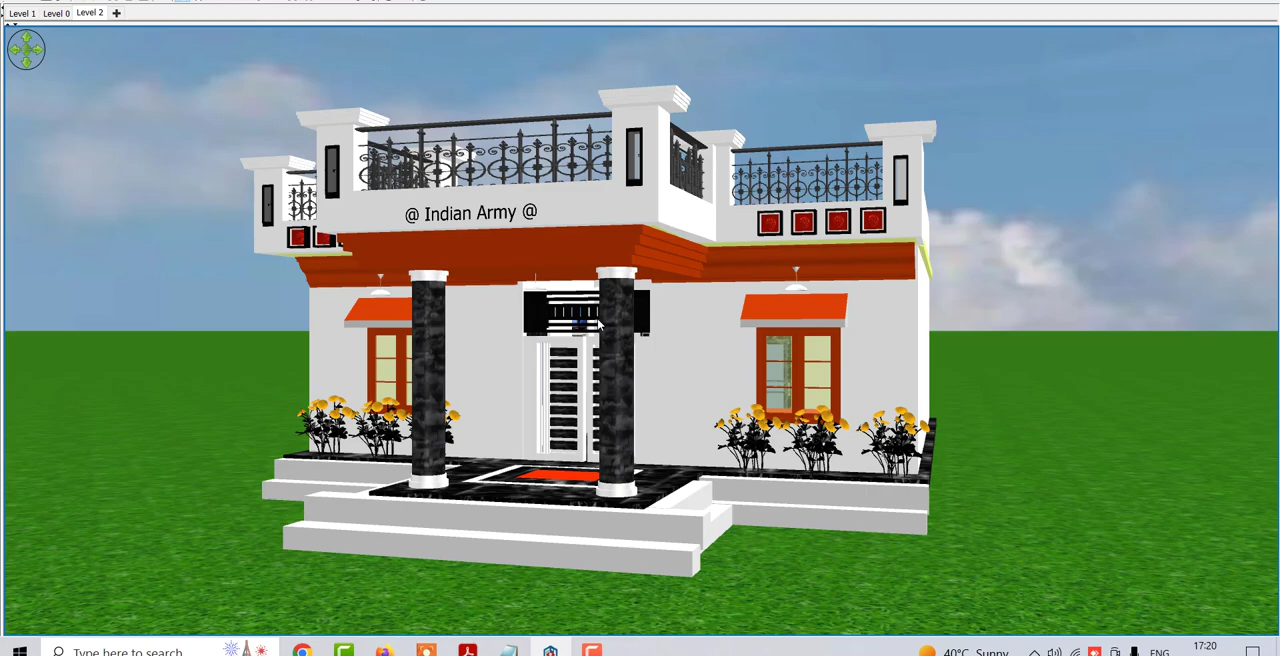 Level 1 Level 0 Level 2
@ Indian Army @
Type here to search
40°C Sunny
ENG
17:20